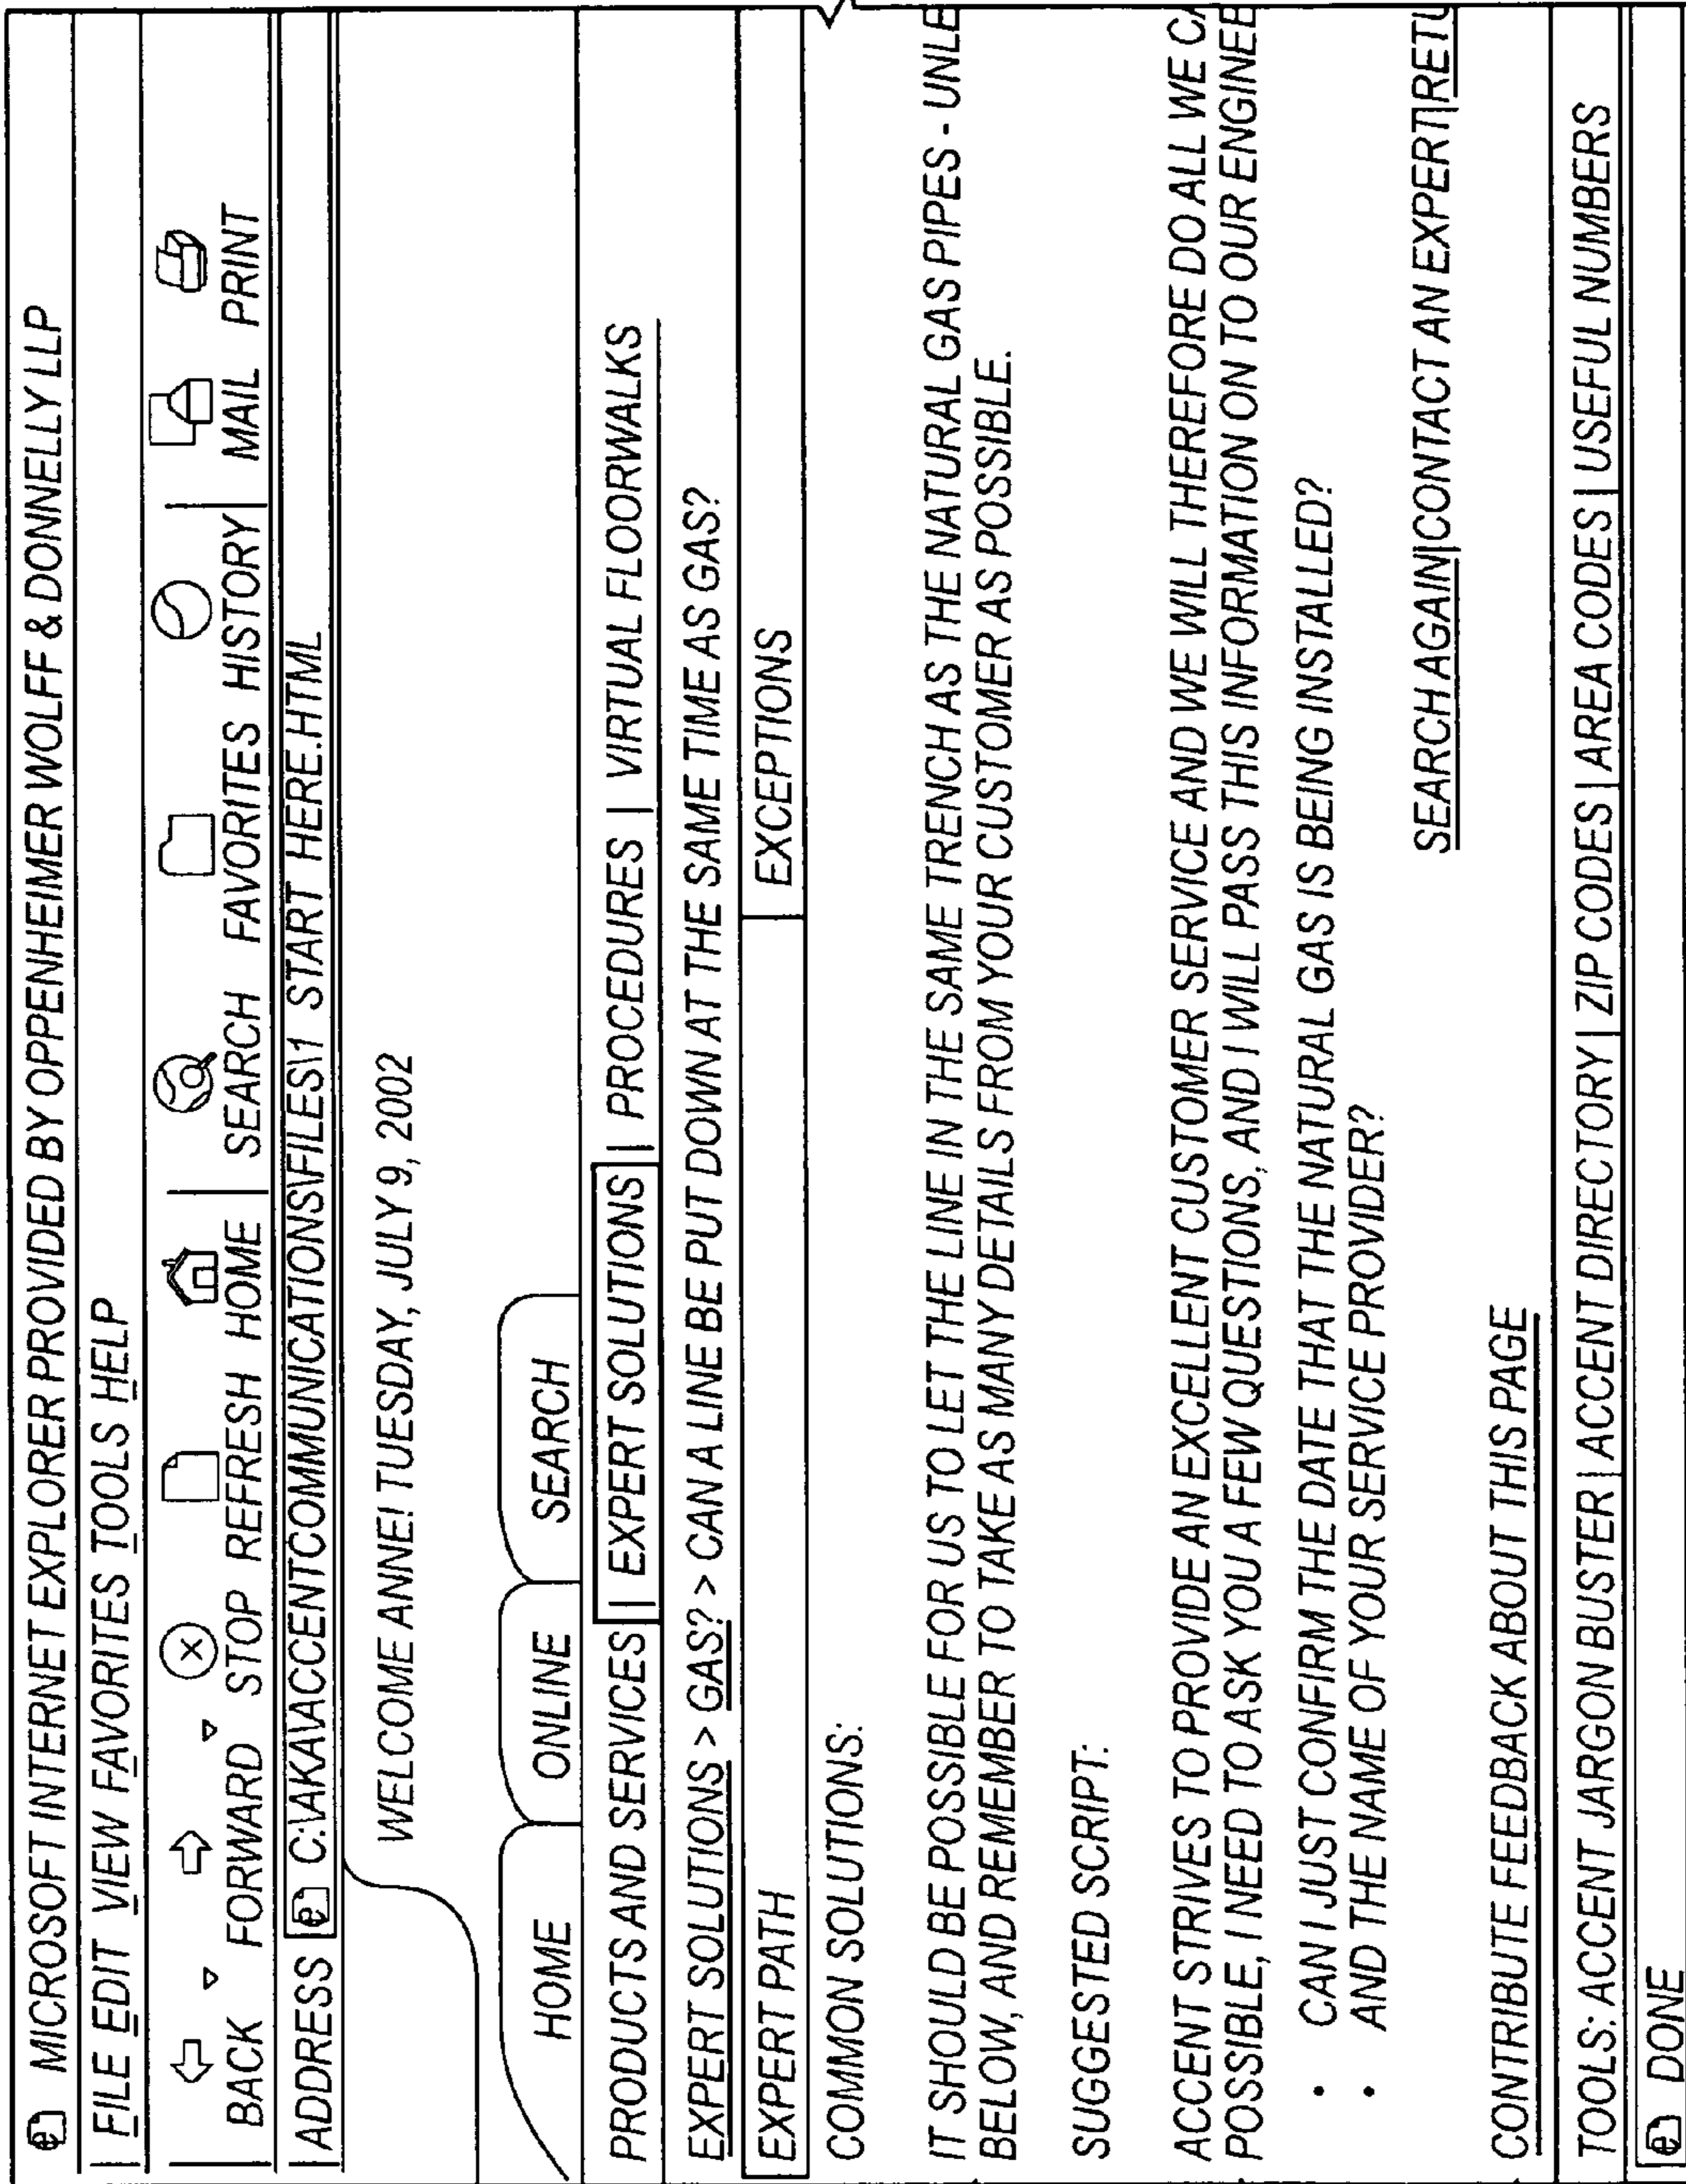 MICROSOFT INTERNET EXPLORER PROVIDED BY OPPENHEIMER WOLFF & DONNELLY LLP
FILE EDIT VIEW FAVORITES TOOLS HELP
BACK FORWARD STOP REFRESH HOME | SEARCH FAVORITES HISTORY | MAIL PRINT
ADDRESS C:\AKA\ACCENTCOMMUNICATIONS\FILES\1 START HERE.HTML
WELCOME ANNE! TUESDAY, JULY 9, 2002
HOME ONLINE SEARCH
PRODUCTS AND SERVICES | EXPERT SOLUTIONS | PROCEDURES | VIRTUAL FLOORWALKS
EXPERT SOLUTIONS > GAS? > CAN A LINE BE PUT DOWN AT THE SAME TIME AS GAS?
EXPERT PATH EXCEPTIONS
COMMON SOLUTIONS:
IT SHOULD BE POSSIBLE FOR US TO LET THE LINE IN THE SAME TRENCH AS THE NATURAL GAS PIPES - UNLE
BELOW, AND REMEMBER TO TAKE AS MANY DETAILS FROM YOUR CUSTOMER AS POSSIBLE.
SUGGESTED SCRIPT:
ACCENT STRIVES TO PROVIDE AN EXCELLENT CUSTOMER SERVICE AND WE WILL THEREFORE DO ALL WE CA
POSSIBLE, I NEED TO ASK YOU A FEW QUESTIONS, AND I WILL PASS THIS INFORMATION ON TO OUR ENGINEE
• CAN I JUST CONFIRM THE DATE THAT THE NATURAL GAS IS BEING INSTALLED?
• AND THE NAME OF YOUR SERVICE PROVIDER?
SEARCH AGAIN|CONTACT AN EXPERT|RETU
CONTRIBUTE FEEDBACK ABOUT THIS PAGE
TOOLS: ACCENT JARGON BUSTER | ACCENT DIRECTORY | ZIP CODES | AREA CODES | USEFUL NUMBERS
DONE